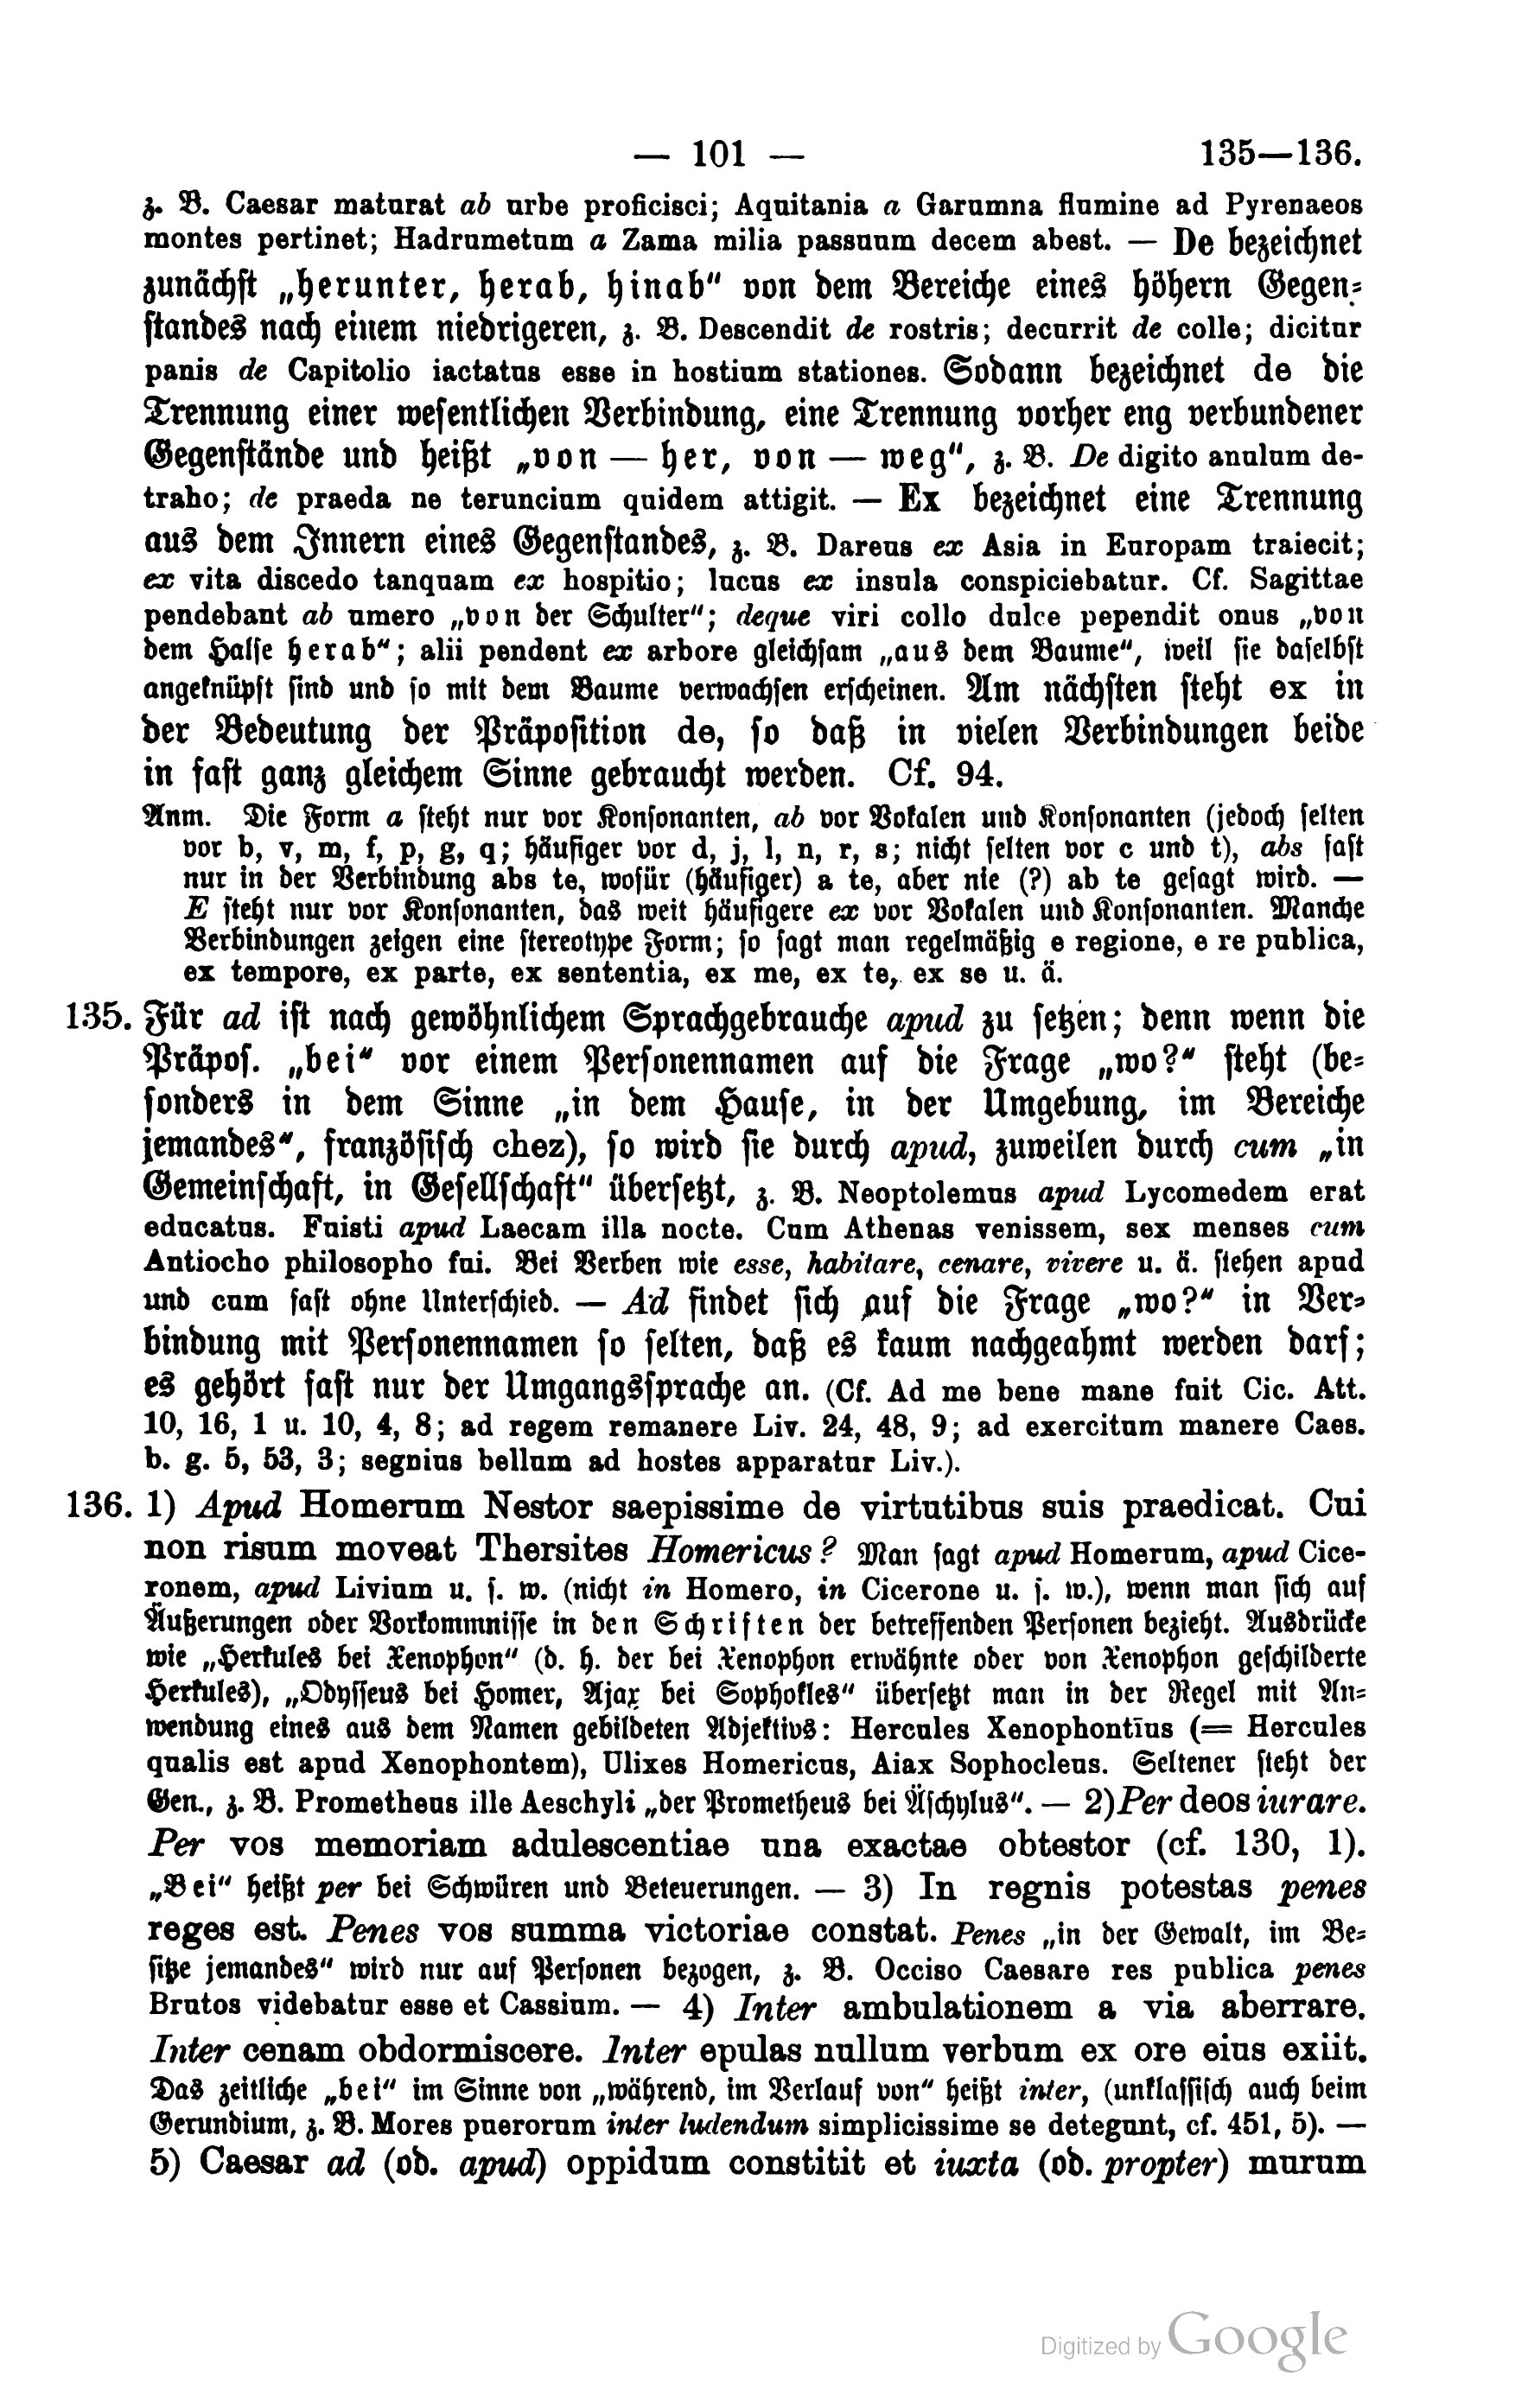 — 101 — 135—136.
z. B. Caesar maturat ab urbe proficisci; Aquitania a Garumna flumine ad Pyrenaeos
montes pertinet; Hadrumetum a Zama milia passuum decem abest. — De bezeichnet
zunächſt „herunter, herab, hinab“ von dem Bereiche eines höhern Gegen-
ſtandes nach einem niedrigeren, z. B. Descendit de rostris; decurrit de colle; dicitur
panis de Capitolio iactatus esse in hostium stationes. Sodann bezeichnet de die
Trennung einer weſentlichen Verbindung, eine Trennung vorher eng verbundener
Gegenſtände und heißt „von — her, von — weg“, z. B. De digito anulum de-
traho; de praeda ne teruncium quidem attigit. — Ex bezeichnet eine Trennung
aus dem Innern eines Gegenſtandes, z. B. Dareus ex Asia in Europam traiecit;
ex vita discedo tanquam ex hospitio; lucus ex insula conspiciebatur. Cf. Sagittae
pendebant ab umero „von der Schulter“; deque viri collo dulce pependit onus „von
dem Halſe herab“; alii pendent ex arbore gleichſam „aus dem Baume“, weil ſie daſelbſt
angeknüpft ſind und ſo mit dem Baume verwachſen erſcheinen. Am nächſten ſteht ex in
der Bedeutung der Präpoſition de, ſo daß in vielen Verbindungen beide
in faſt ganz gleichem Sinne gebraucht werden. Cf. 94.
Anm. Die Form a ſteht nur vor Konſonanten, ab vor Vokalen und Konſonanten (jedoch ſelten
vor b, v, m, f, p, g, q; häufiger vor d, j, l, n, r, s; nicht ſelten vor c und t), abs faſt
nur in der Verbindung abs te, wofür (häufiger) a te, aber nie (?) ab te geſagt wird. —
E ſteht nur vor Konſonanten, das weit häufigere ex vor Vokalen und Konſonanten. Manche
Verbindungen zeigen eine ſtereotype Form; ſo ſagt man regelmäßig e regione, e re publica,
ex tempore, ex parte, ex sententia, ex me, ex te, ex se u. ä.
135. Für ad iſt nach gewöhnlichem Sprachgebrauche apud zu ſetzen; denn wenn die
Präpoſ. „bei“ vor einem Perſonennamen auf die Frage „wo?“ ſteht (be-
ſonders in dem Sinne „in dem Hauſe, in der Umgebung, im Bereiche
jemandes“, franzöſiſch chez), ſo wird ſie durch apud, zuweilen durch cum „in
Gemeinſchaft, in Geſellſchaft“ überſetzt, z. B. Neoptolemus apud Lycomedem erat
educatus. Fuisti apud Laecam illa nocte. Cum Athenas venissem, sex menses cum
Antiocho philosopho fui. Bei Verben wie esse, habitare, cenare, vivere u. ä. ſtehen apud
und cum faſt ohne Unterſchied. — Ad findet ſich auf die Frage „wo?“ in Ver-
bindung mit Perſonennamen ſo ſelten, daß es kaum nachgeahmt werden darf;
es gehört faſt nur der Umgangsſprache an. (Cf. Ad me bene mane fuit Cic. Att.
10, 16, 1 u. 10, 4, 8; ad regem remanere Liv. 24, 48, 9; ad exercitum manere Caes.
b. g. 5, 53, 3; segnius bellum ad hostes apparatur Liv.).
136. 1) Apud Homerum Nestor saepissime de virtutibus suis praedicat. Cui
non risum moveat Thersites Homericus? Man ſagt apud Homerum, apud Cice-
ronem, apud Livium u. ſ. w. (nicht in Homero, in Cicerone u. ſ. w.), wenn man ſich auf
Äußerungen oder Vorkommniſſe in den Schriften der betreffenden Perſonen bezieht. Ausdrücke
wie „Herkules bei Xenophon“ (d. h. der bei Xenophon erwähnte oder von Xenophon geſchilderte
Herkules), „Odyſſeus bei Homer, Ajax bei Sophokles“ überſetzt man in der Regel mit An-
wendung eines aus dem Namen gebildeten Adjektivs: Hercules Xenophontīus (= Hercules
qualis est apud Xenophontem), Ulixes Homericus, Aiax Sophocleus. Seltener ſteht der
Gen., z. B. Prometheus ille Aeschyli „der Prometheus bei Äſchylus“. — 2) Per deos iurare.
Per vos memoriam adulescentiae una exactae obtestor (cf. 130, 1).
„Bei“ heißt per bei Schwüren und Beteuerungen. — 3) In regnis potestas penes
reges est. Penes vos summa victoriae constat. Penes „in der Gewalt, im Be-
ſitze jemandes“ wird nur auf Perſonen bezogen, z. B. Occiso Caesare res publica penes
Brutos videbatur esse et Cassium. — 4) Inter ambulationem a via aberrare.
Inter cenam obdormiscere. Inter epulas nullum verbum ex ore eius exiit.
Das zeitliche „bei“ im Sinne von „während, im Verlauf von“ heißt inter, (unklaſſiſch auch beim
Gerundium, z. B. Mores puerorum inter ludendum simplicissime se detegunt, cf. 451, 5). —
5) Caesar ad (od. apud) oppidum constitit et iuxta (od. propter) murum
Digitized by Google